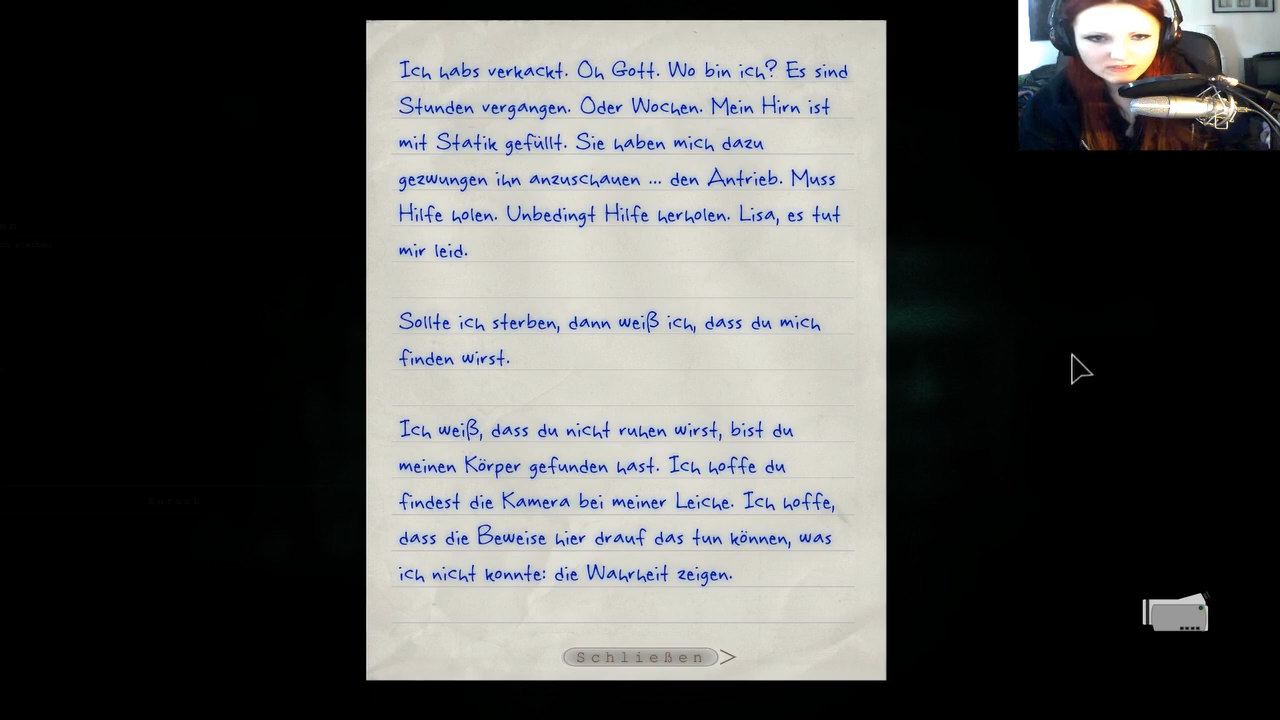 Ich habs verkackt. Oh Gott. Wo bin ich? Es sind
Stunden vergangen. Oder Wochen. Mein Hirn ist
mit Statik gefüllt. Sie haben mich dazu
gezwungen ihn anzuschauen ... den Antrieb. Muss
Hilfe holen. Unbedingt Hilfe herholen. Lisa, es tut
mir leid.
Sollte ich sterben, dann weiß ich, dass du mich
finden wirst.
Ich weiß, dass du nicht ruhen wirst, bist du
meinen Körper gefunden hast. Ich hoffe du
findest die Kamera bei meiner Leiche. Ich hoffe,
dass die Beweise hier drauf das tun können, was
ich nicht konnte: die Wahrheit zeigen.
Schließen